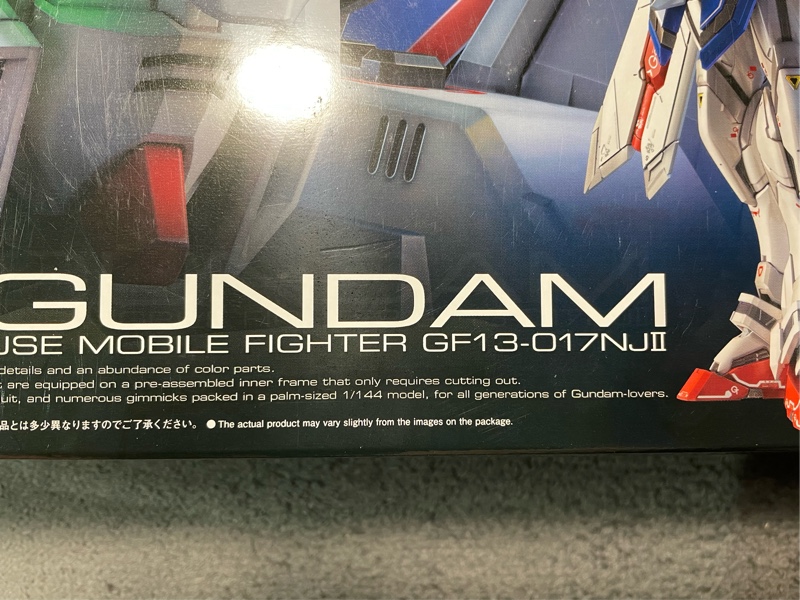 GUNDAM
USE MOBILE FIGHTER GF13-017NJⅡ
details and an abundance of color parts.
are equipped on a pre-assembled inner frame that only requires cutting out.
uit, and numerous gimmicks packed in a palm-sized 1/144 model, for all generations of Gundam-lovers.
品とは多少異なりますのでご了承ください。 ●The actual product may vary slightly from the images on the package.